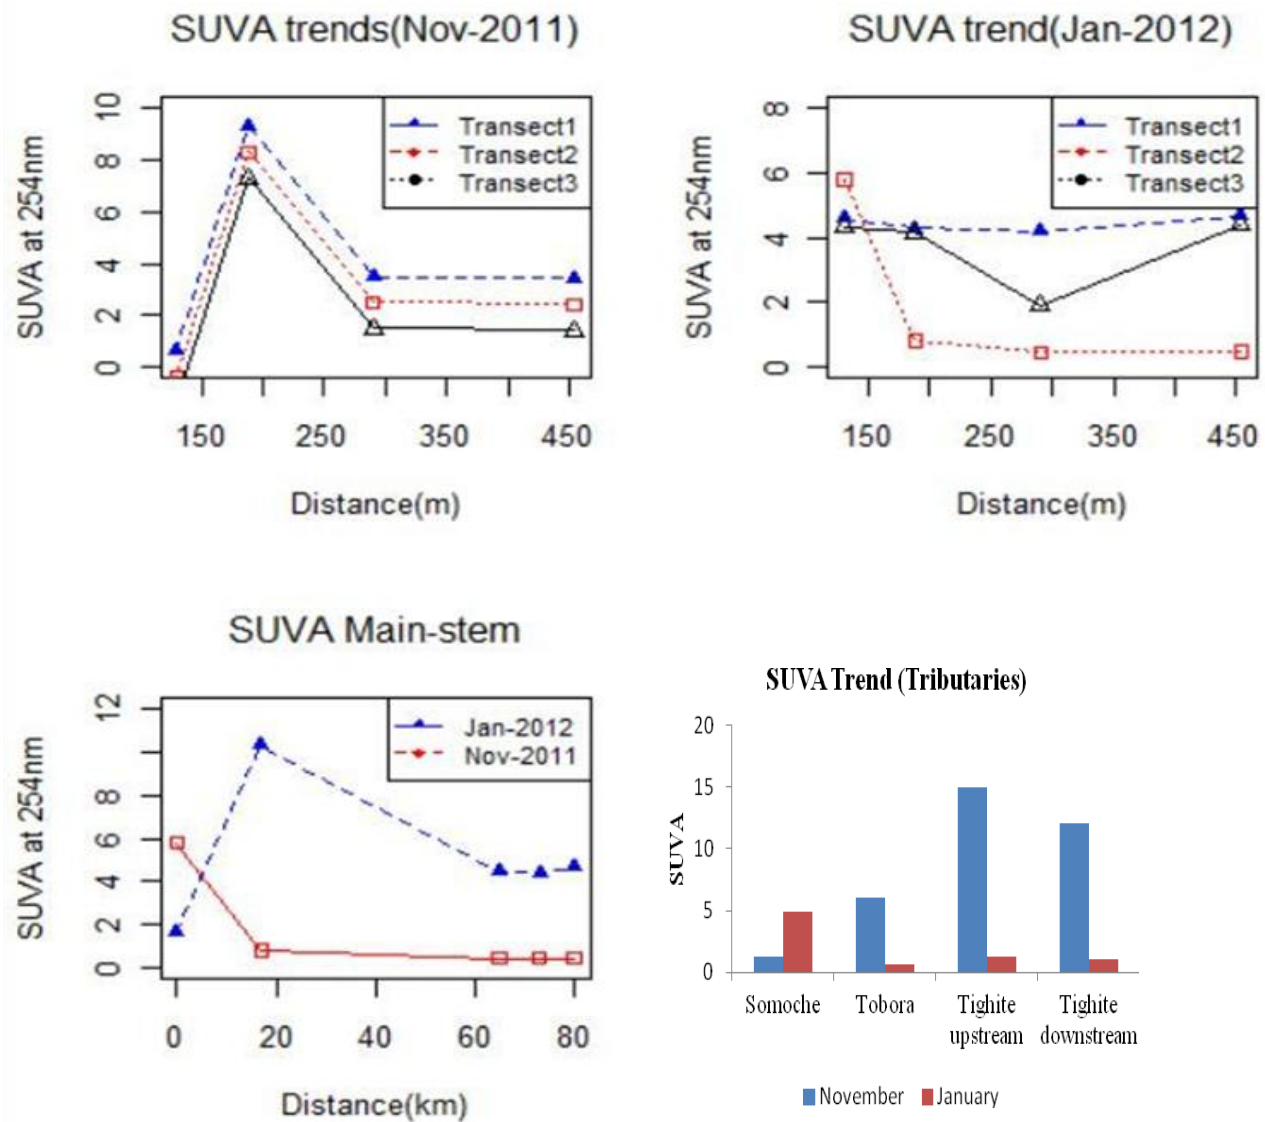 SUVA trends(Nov-2011)
SUVA at 254nm
10
8
6
4
2
0
Transect1
Transect2
Transect3
150 250 350 450
Distance(m)
SUVA trend(Jan-2012)
SUVA at 254nm
8
6
4
2
0
Transect1
Transect2
Transect3
150 250 350 450
Distance(m)
SUVA Main-stem
SUVA at 254nm
12
8
6
4
2
0
Jan-2012
Nov-2011
0 20 40 60 80
Distance(km)
SUVA Trend (Tributaries)
SUVA
20
15
10
5
0
Somoche Tobora Tighite upstream Tighite downstream
November January